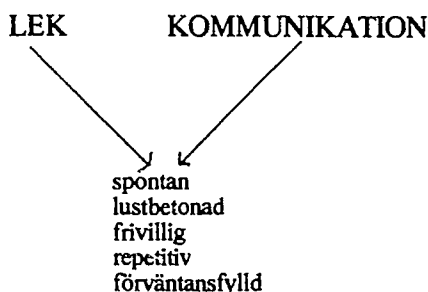 LEK KOMMUNIKATION
spontan
lustbetonad
frivillig
repetitiv
förväntansfylld